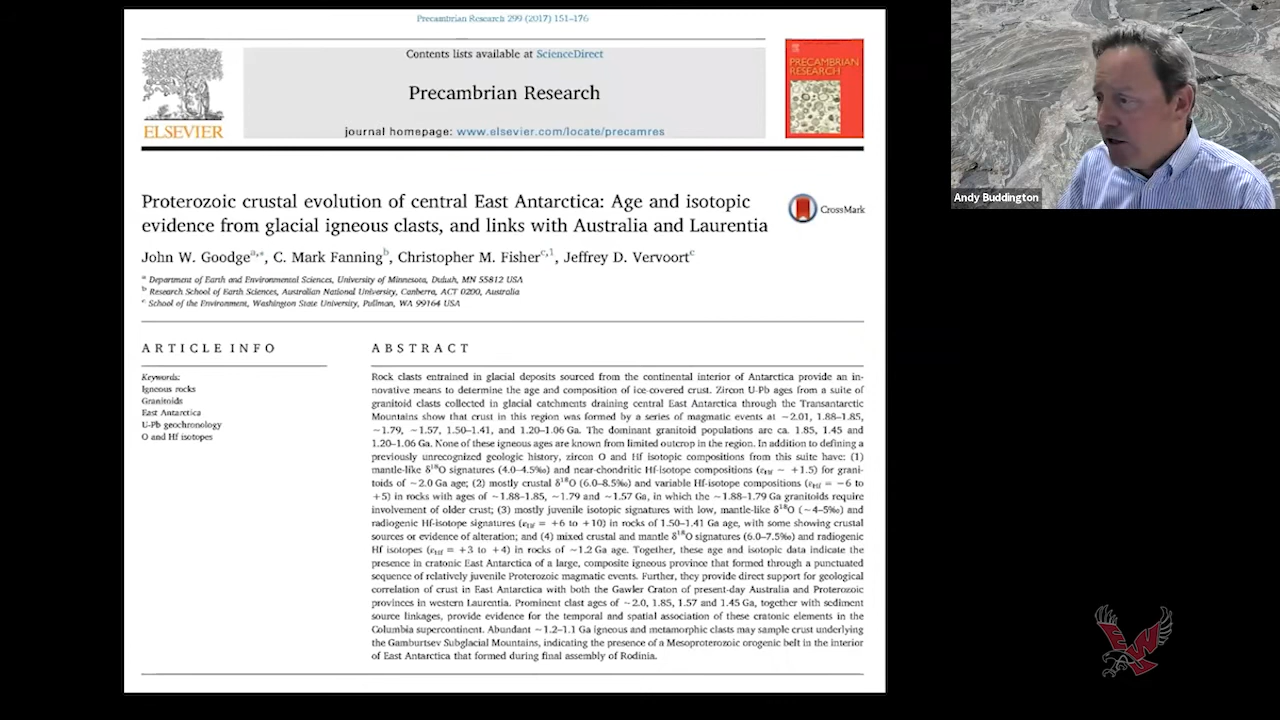 Precambrian Research 299 (2017) 151–176
Contents lists available at ScienceDirect
Precambrian Research
journal homepage: www.elsevier.com/locate/precamres
ELSEVIER
PRECAMBRIAN
RESEARCH
Proterozoic crustal evolution of central East Antarctica: Age and isotopic
evidence from glacial igneous clasts, and links with Australia and Laurentia
CrossMark
John W. Goodge a,*, C. Mark Fanning b, Christopher M. Fisher c,1, Jeffrey D. Vervoort c
a Department of Earth and Environmental Sciences, University of Minnesota, Duluth, MN 55812 USA
b Research School of Earth Sciences, Australian National University, Canberra, ACT 0200, Australia
c School of the Environment, Washington State University, Pullman, WA 99164 USA
ARTICLE INFO
Keywords:
Igneous rocks
Granitoids
East Antarctica
U-Pb geochronology
O and Hf isotopes
ABSTRACT
Rock clasts entrained in glacial deposits sourced from the continental interior of Antarctica provide an in-
novative means to determine the age and composition of ice-covered crust. Zircon U-Pb ages from a suite of
granitoid clasts collected in glacial catchments draining central East Antarctica through the Transantarctic
Mountains show that crust in this region was formed by a series of magmatic events at ~2.01, 1.88–1.85,
~1.79, ~1.57, 1.50–1.41, and 1.20–1.06 Ga. The dominant granitoid populations are ca. 1.85, 1.45 and
1.20–1.06 Ga. None of these igneous ages are known from limited outcrop in the region. In addition to defining a
previously unrecognized geologic history, zircon O and Hf isotopic compositions from this suite have: (1)
mantle-like δ18O signatures (4.0–4.5‰) and near-chondritic Hf-isotope compositions (εHf ~ +1.5) for grani-
toids of ~2.0 Ga age; (2) mostly crustal δ18O (6.0–8.5‰) and variable Hf-isotope compositions (εHf = −6 to
+5) in rocks with ages of ~1.88–1.85, ~1.79 and ~1.57 Ga, in which the ~1.88–1.79 Ga granitoids require
involvement of older crust; (3) mostly juvenile isotopic signatures with low, mantle-like δ18O (~4–5‰) and
radiogenic Hf-isotope signatures (εHf = +6 to +10) in rocks of 1.50–1.41 Ga age, with some showing crustal
sources or evidence of alteration; and (4) mixed crustal and mantle δ18O signatures (6.0–7.5‰) and radiogenic
Hf isotopes (εHf = +3 to +4) in rocks of ~1.2 Ga age. Together, these age and isotopic data indicate the
presence in cratonic East Antarctica of a large, composite igneous province that formed through a punctuated
sequence of relatively juvenile Proterozoic magmatic events. Further, they provide direct support for geological
correlation of crust in East Antarctica with both the Gawler Craton of present-day Australia and Proterozoic
provinces in western Laurentia. Prominent clast ages of ~2.0, 1.85, 1.57 and 1.45 Ga, together with sediment
source linkages, provide evidence for the temporal and spatial association of these cratonic elements in the
Columbia supercontinent. Abundant ~1.2–1.1 Ga igneous and metamorphic clasts may sample crust underlying
the Gamburtsev Subglacial Mountains, indicating the presence of a Mesoproterozoic orogenic belt in the interior
of East Antarctica that formed during final assembly of Rodinia.
Andy Buddington